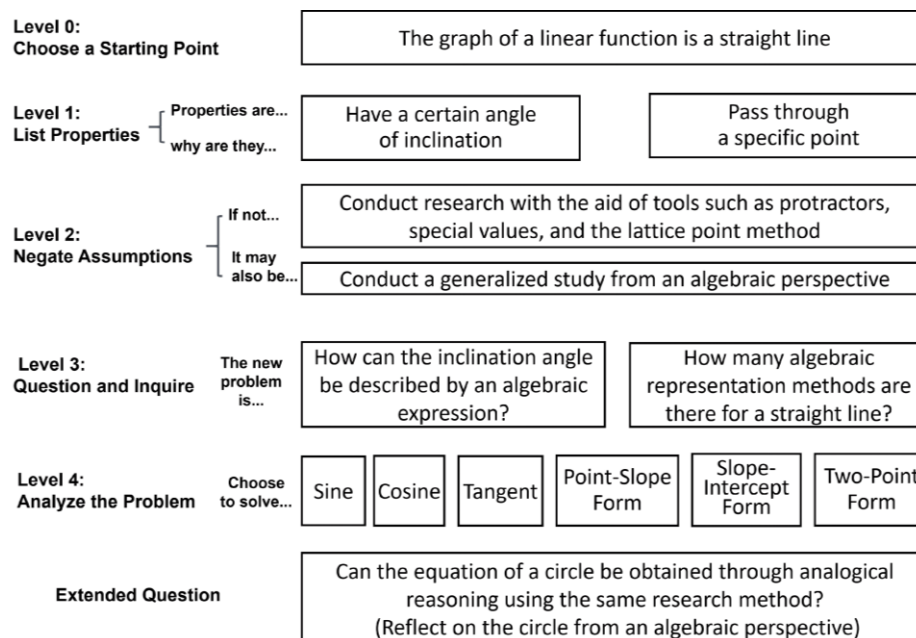 Level 0:
Choose a Starting Point
The graph of a linear function is a straight line
Level 1:
List Properties
Properties are...
why are they...
Have a certain angle
of inclination
Pass through
a specific point
Level 2:
Negate Assumptions
If not...
It may
also be...
Conduct research with the aid of tools such as protractors,
special values, and the lattice point method
Conduct a generalized study from an algebraic perspective
Level 3:
Question and Inquire
The new
problem
is...
How can the inclination angle
be described by an algebraic
expression?
How many algebraic
representation methods are
there for a straight line?
Level 4:
Analyze the Problem
Choose
to solve...
Sine
Cosine
Tangent
Point-Slope
Form
Slope-
Intercept
Form
Two-Point
Form
Extended Question
Can the equation of a circle be obtained through analogical
reasoning using the same research method?
(Reflect on the circle from an algebraic perspective)